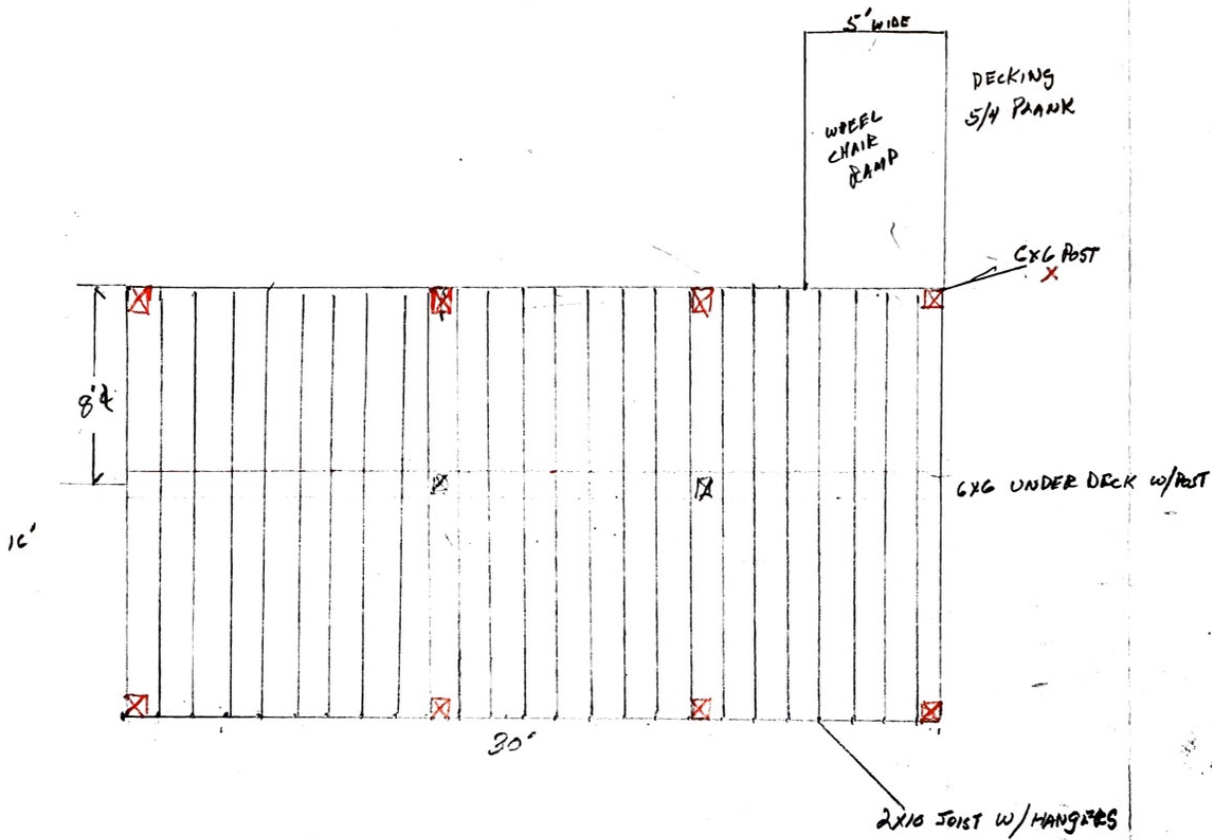 5' WIDE
DECKING
5/4 PLANK
WHEEL
CHAIR
RAMP
6X6 POST
X
8'
16'
6X6 UNDER DECK W/POST
30'
2X10 JOIST W/HANGERS